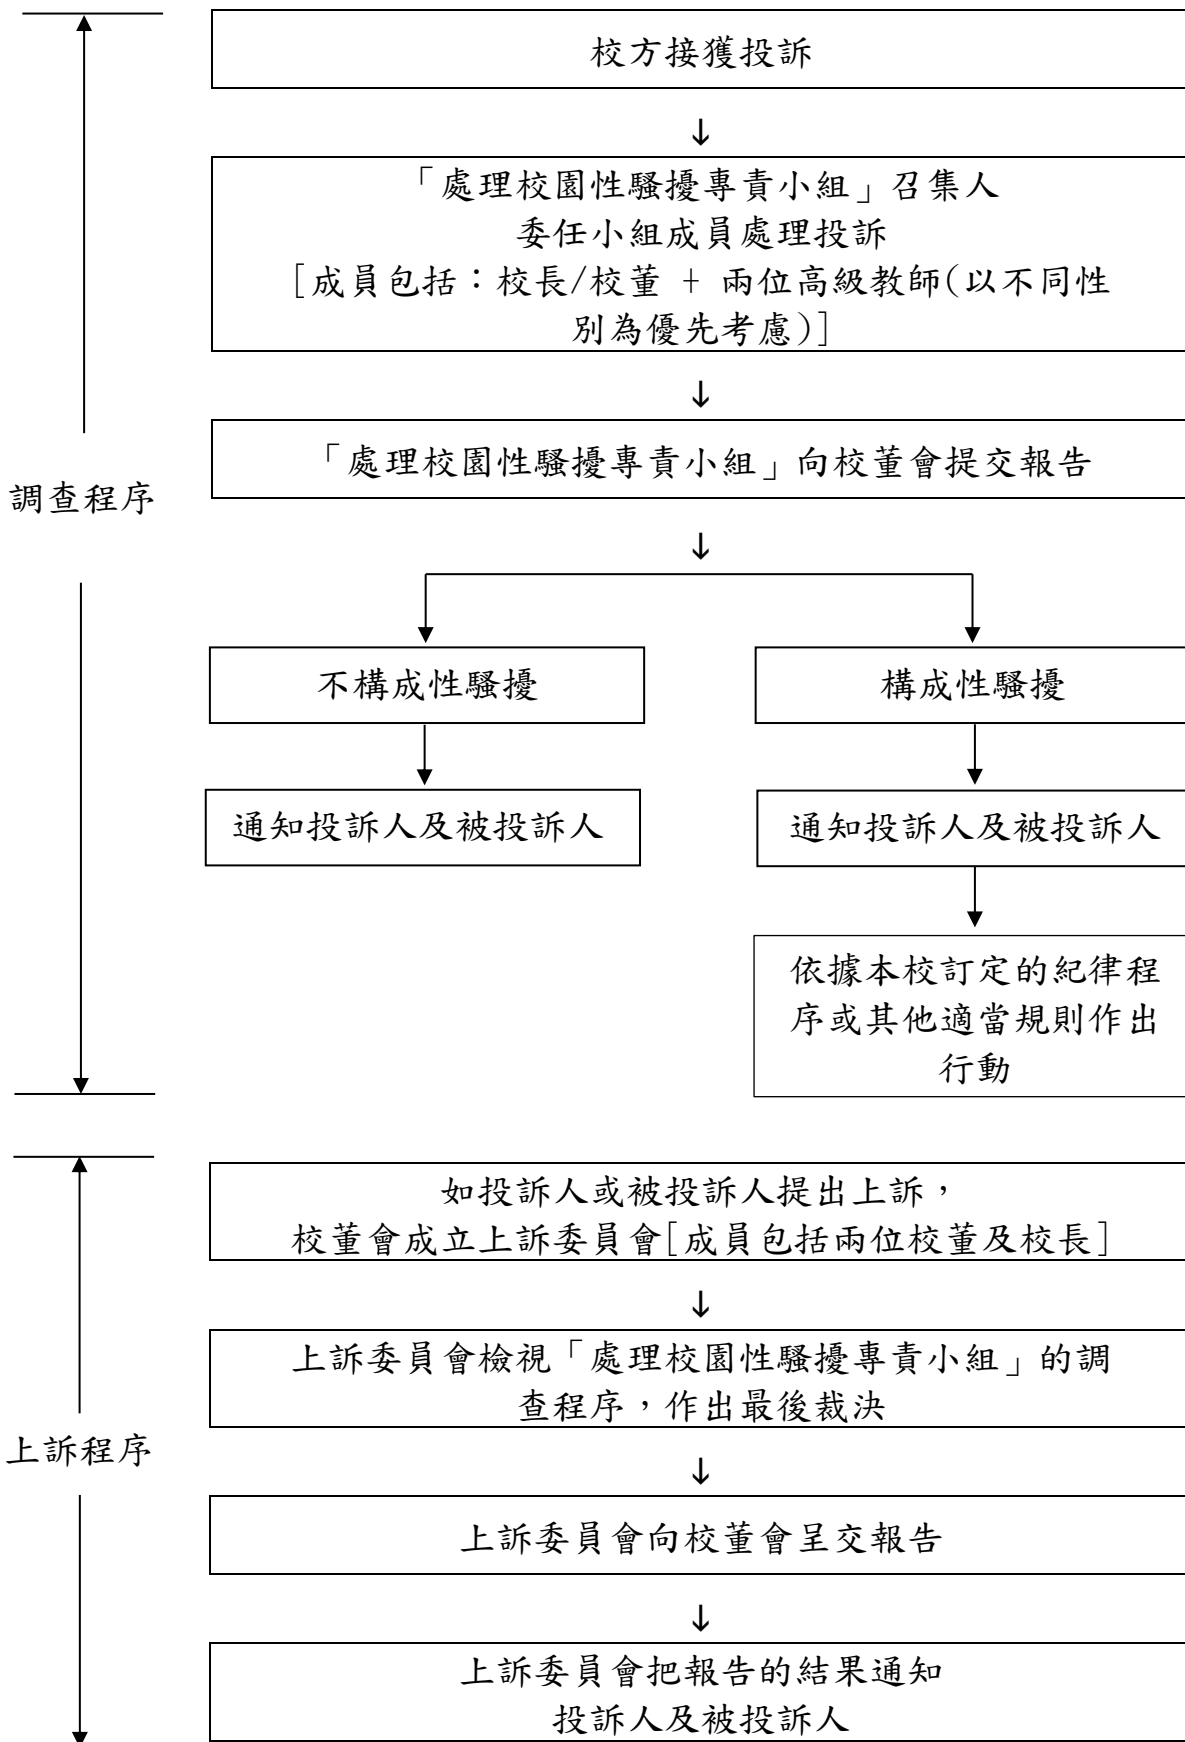 校方接獲投訴
↓
「處理校園性騷擾專責小組」召集人
委任小組成員處理投訴
[成員包括：校長/校董 + 兩位高級教師(以不同性
別為優先考慮)]
↓
「處理校園性騷擾專責小組」向校董會提交報告
調查程序
↓
不構成性騷擾
構成性騷擾
通知投訴人及被投訴人
通知投訴人及被投訴人
依據本校訂定的紀律程
序或其他適當規則作出
行動
如投訴人或被投訴人提出上訴，
校董會成立上訴委員會[成員包括兩位校董及校長]
↓
上訴委員會檢視「處理校園性騷擾專責小組」的調
查程序，作出最後裁決
上訴程序
↓
上訴委員會向校董會呈交報告
↓
上訴委員會把報告的結果通知
投訴人及被投訴人